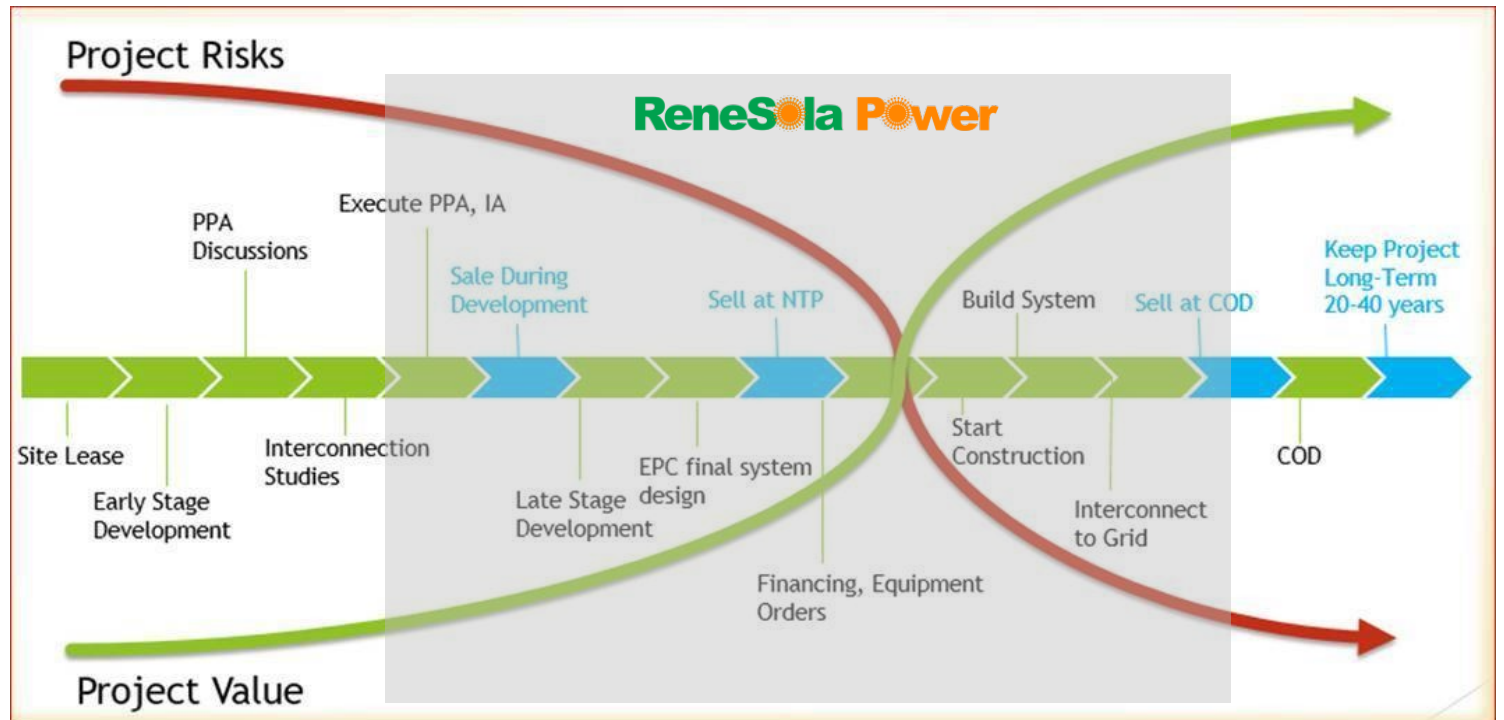 Project Risks
ReneSola Power
Execute PPA, IA
PPA
Discussions
Sale During
Development
Sell at NTP
Build System
Sell at COD
Keep Project
Long-Term
20-40 years
Site Lease
Early Stage
Development
Interconnection
Studies
Late Stage
Development
EPC final system
design
Financing, Equipment
Orders
Start
Construction
Interconnect
to Grid
COD
Project Value